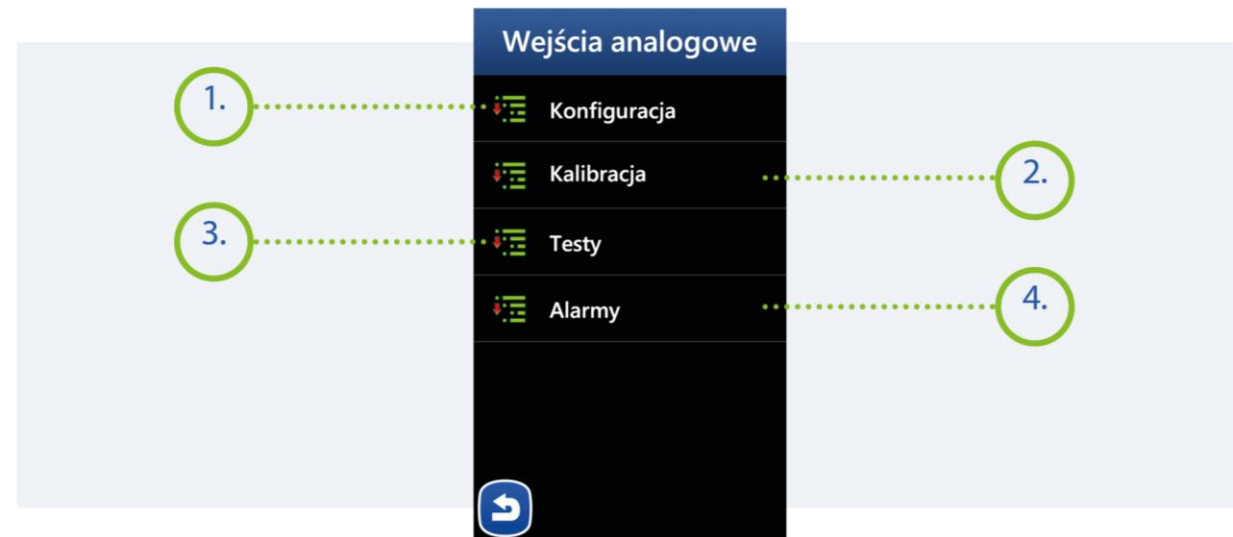 Wejścia analogowe
1.
Konfiguracja
Kalibracja
2.
3.
Testy
Alarmy
4.